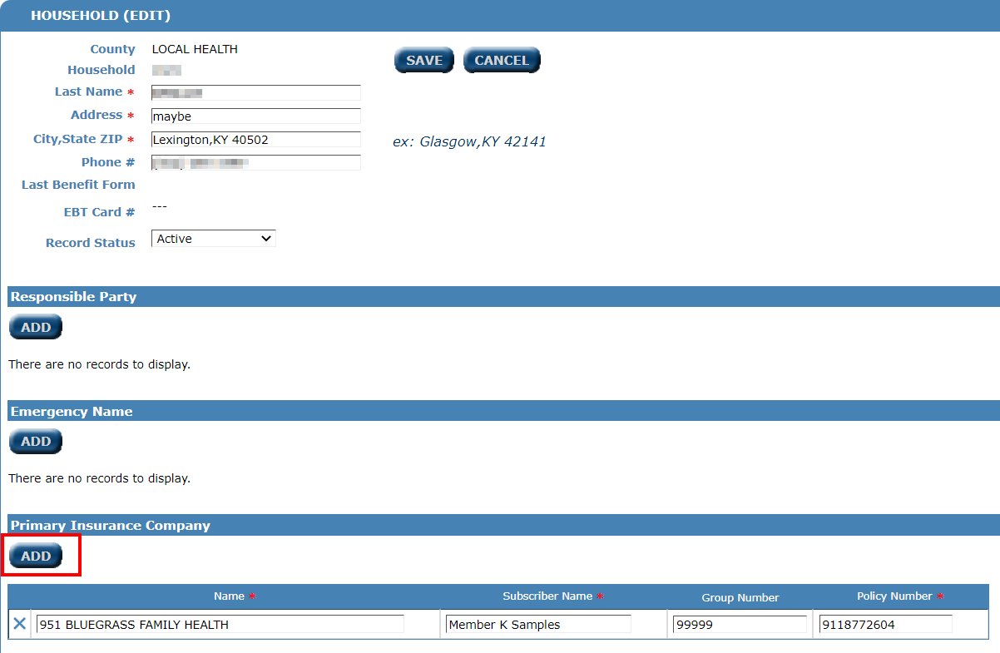 HOUSEHOLD (EDIT)
County LOCAL HEALTH
SAVE CANCEL
Household
Last Name *
Address * maybe
City,State ZIP * Lexington,KY 40502 ex: Glasgow,KY 42141
Phone #
Last Benefit Form
EBT Card # ---
Record Status Active
Responsible Party
ADD
There are no records to display.
Emergency Name
ADD
There are no records to display.
Primary Insurance Company
ADD
Name * Subscriber Name * Group Number Policy Number *
951 BLUEGRASS FAMILY HEALTH Member K Samples 99999 9118772604